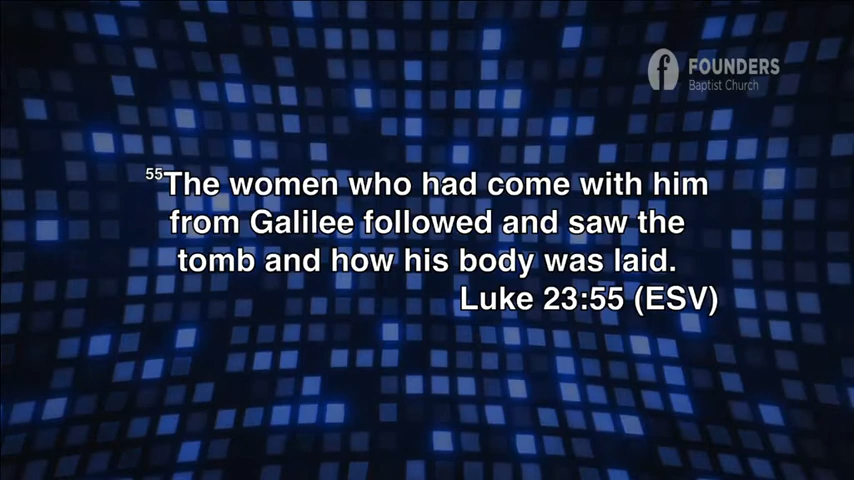 FOUNDERS
Baptist Church
55The women who had come with him
from Galilee followed and saw the
tomb and how his body was laid.
Luke 23:55 (ESV)